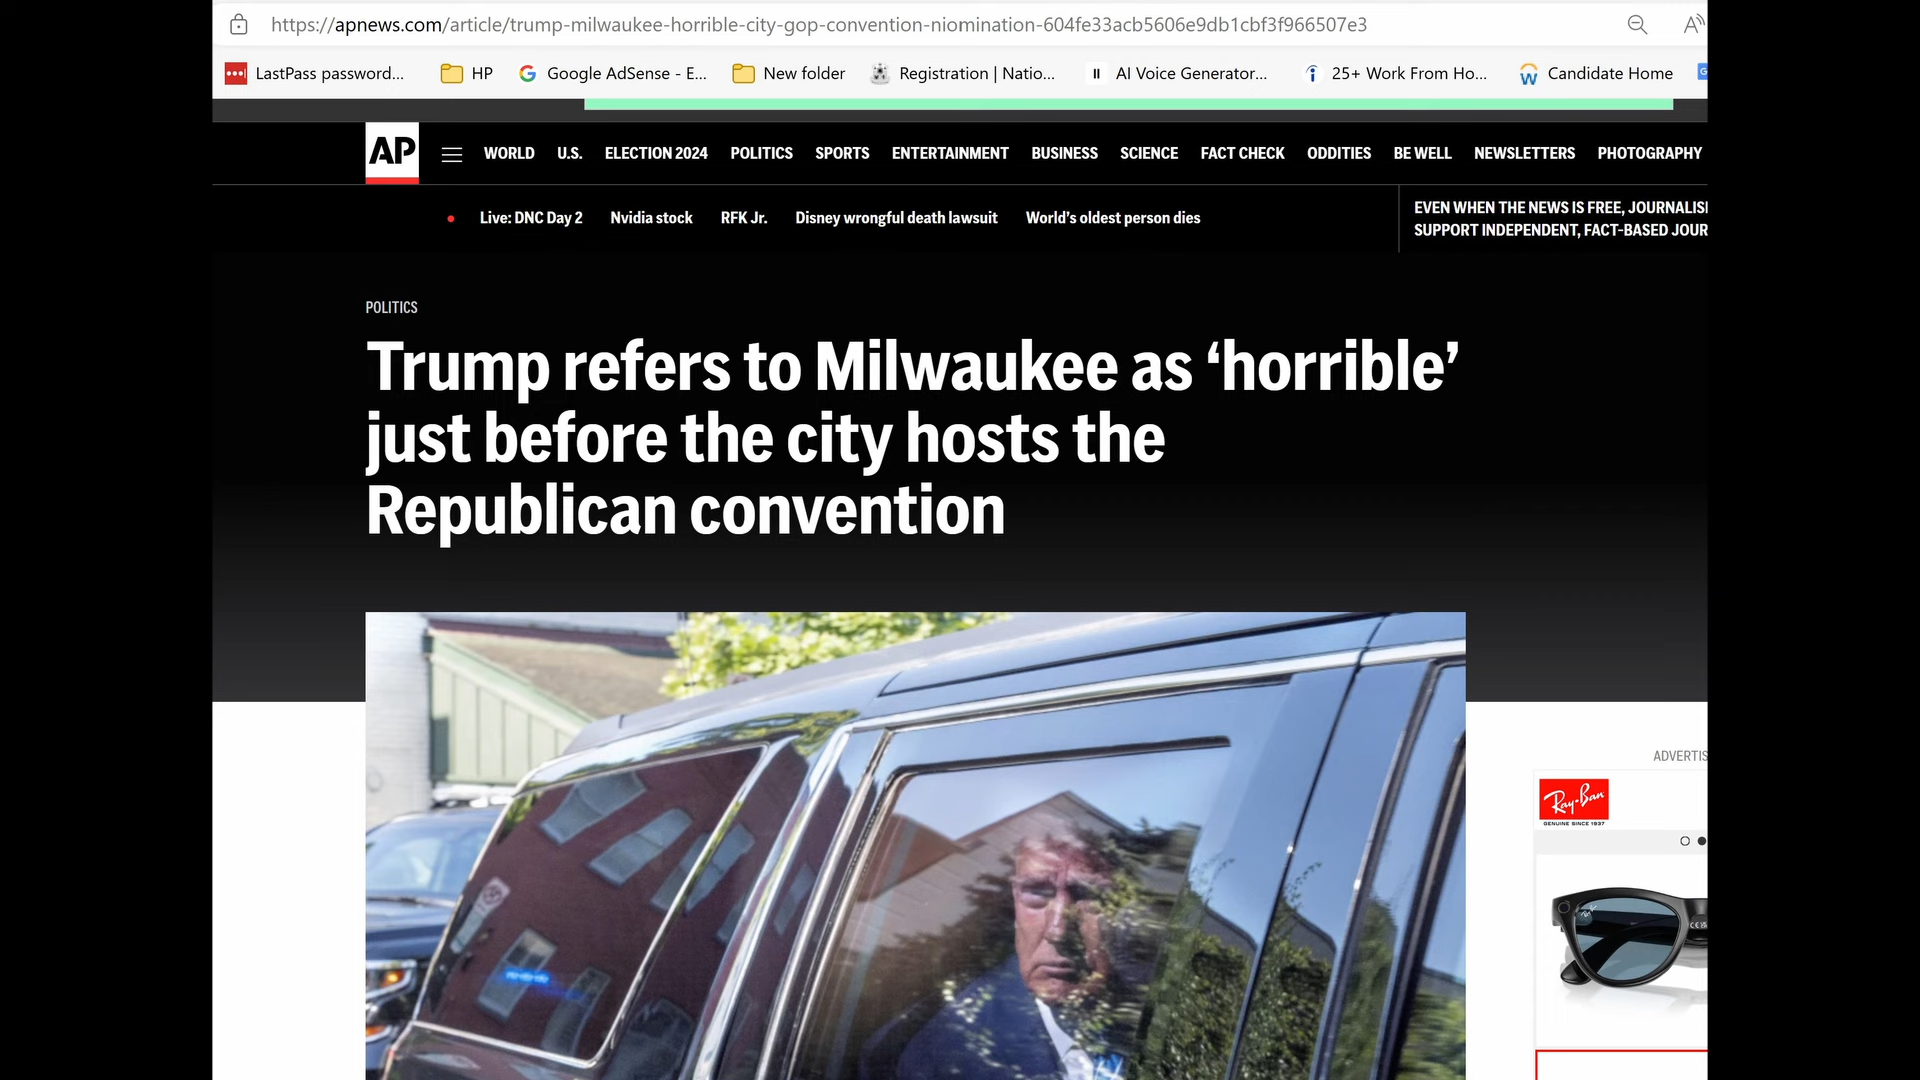 https://apnews.com/article/trump-milwaukee-horrible-city-gop-convention-niomination-604fe33acb5606e9db1cbf3f966507e3
LastPass password... HP Google AdSense - E... New folder Registration | Natio... AI Voice Generator... 25+ Work From Ho... Candidate Home
AP WORLD U.S. ELECTION 2024 POLITICS SPORTS ENTERTAINMENT BUSINESS SCIENCE FACT CHECK ODDITIES BE WELL NEWSLETTERS PHOTOGRAPHY
Live: DNC Day 2 Nvidia stock RFK Jr. Disney wrongful death lawsuit World's oldest person dies
EVEN WHEN THE NEWS IS FREE, JOURNALIS
SUPPORT INDEPENDENT, FACT-BASED JOUR
POLITICS
Trump refers to Milwaukee as ‘horrible’
just before the city hosts the
Republican convention
ADVERTIS
Ray-Ban
GENUINE SINCE 1937